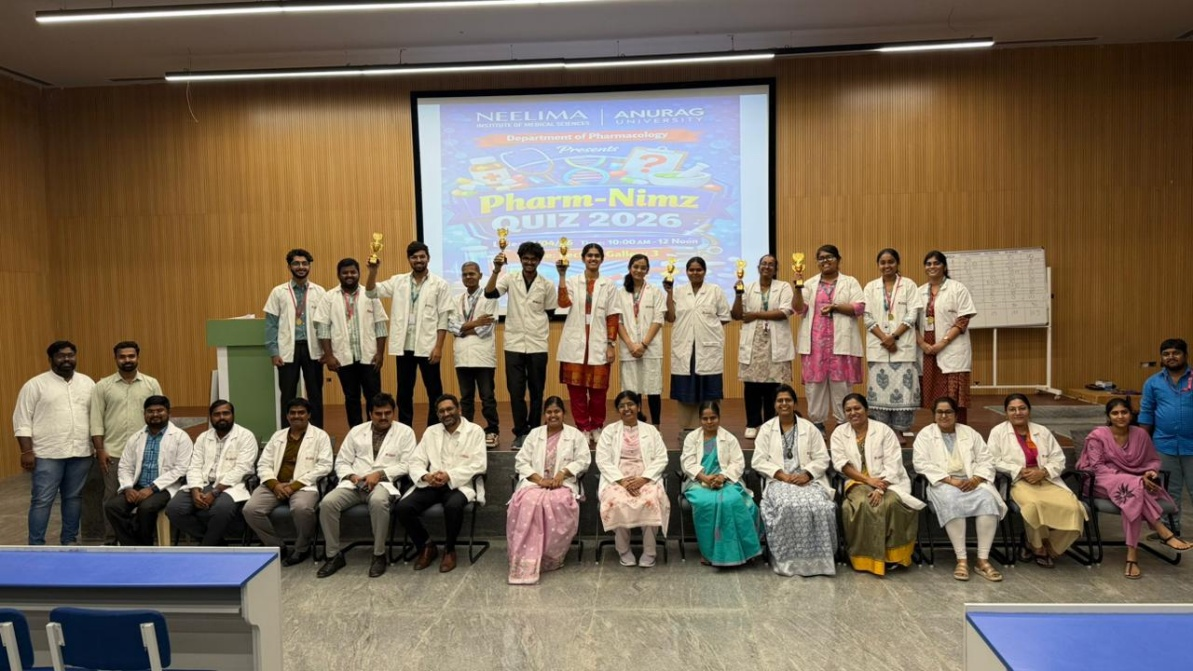 NEELIMA | ANURAG
INSTITUTE OF MEDICAL SCIENCES UNIVERSITY
Department of Pharmacology
Presents
?
Pharm-Nimz
QUIZ 2026
10-00 AM - 12 Noon
3